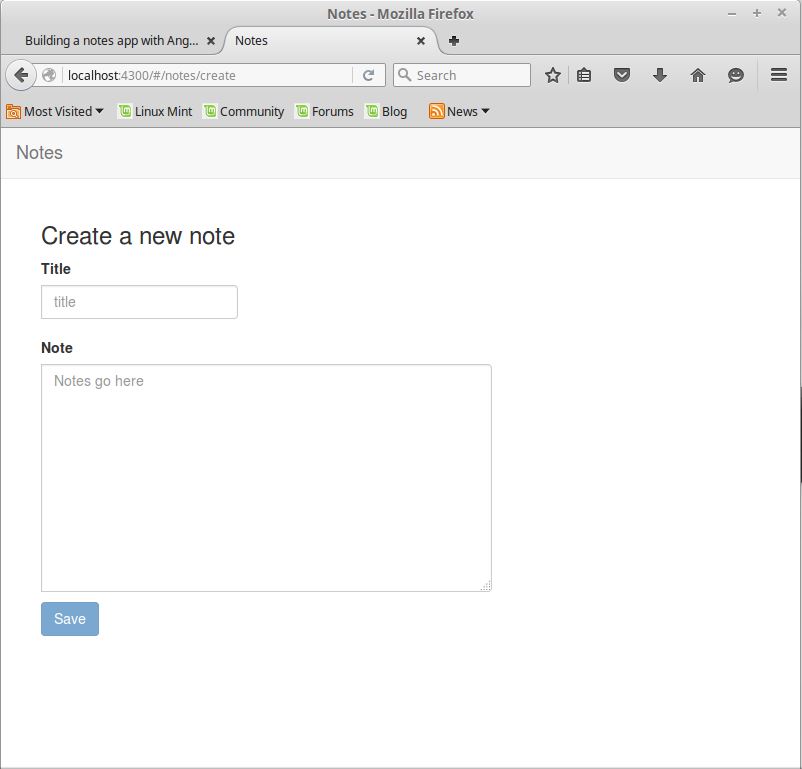 Notes - Mozilla Firefox
Building a notes app with Ang...
Notes
localhost:4300/#/notes/create
Search
Most Visited
Linux Mint
Community
Forums
Blog
News
Notes
Create a new note
Title
title
Note
Notes go here
Save